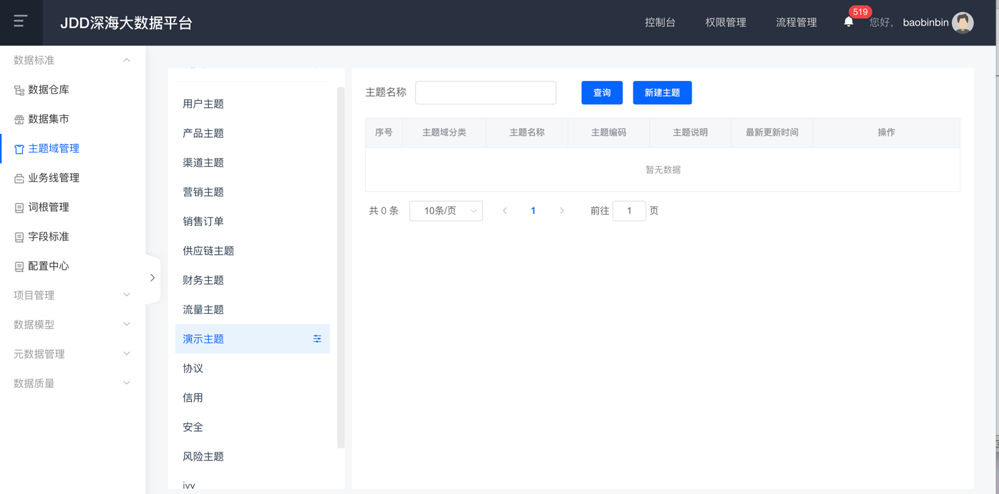 JDD深海大数据平台
控制台
权限管理
流程管理
519
您好，
baobinbin
数据标准
数据仓库
数据集市
主题域管理
业务线管理
词根管理
字段标准
配置中心
项目管理
数据模型
元数据管理
数据质量
用户主题
产品主题
渠道主题
营销主题
销售订单
供应链主题
财务主题
流量主题
演示主题
协议
信用
安全
风险主题
主题名称
查询
新建主题
序号 主题域分类 主题名称 主题编码 主题说明 最新更新时间 操作
暂无数据
共 0 条 10条/页 1 前往 1 页